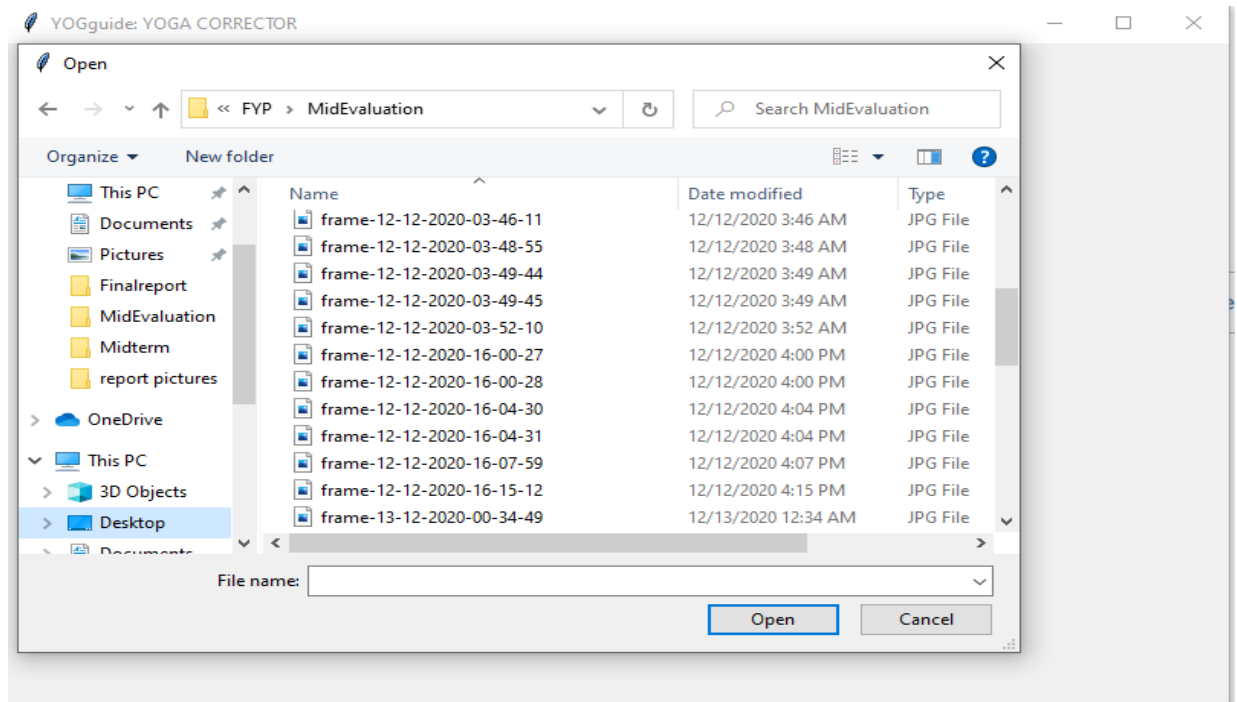 YOGguide: YOGA CORRECTOR
Open
« FYP > MidEvaluation
Search MidEvaluation
Organize
New folder
This PC
Documents
Pictures
Finalreport
MidEvaluation
Midterm
report pictures
OneDrive
This PC
3D Objects
Desktop
Documents
Name Date modified Type
frame-12-12-2020-03-46-11 12/12/2020 3:46 AM JPG File
frame-12-12-2020-03-48-55 12/12/2020 3:48 AM JPG File
frame-12-12-2020-03-49-44 12/12/2020 3:49 AM JPG File
frame-12-12-2020-03-49-45 12/12/2020 3:49 AM JPG File
frame-12-12-2020-03-52-10 12/12/2020 3:52 AM JPG File
frame-12-12-2020-16-00-27 12/12/2020 4:00 PM JPG File
frame-12-12-2020-16-00-28 12/12/2020 4:00 PM JPG File
frame-12-12-2020-16-04-30 12/12/2020 4:04 PM JPG File
frame-12-12-2020-16-04-31 12/12/2020 4:04 PM JPG File
frame-12-12-2020-16-07-59 12/12/2020 4:07 PM JPG File
frame-12-12-2020-16-15-12 12/12/2020 4:15 PM JPG File
frame-13-12-2020-00-34-49 12/13/2020 12:34 AM JPG File
File name:
Open
Cancel